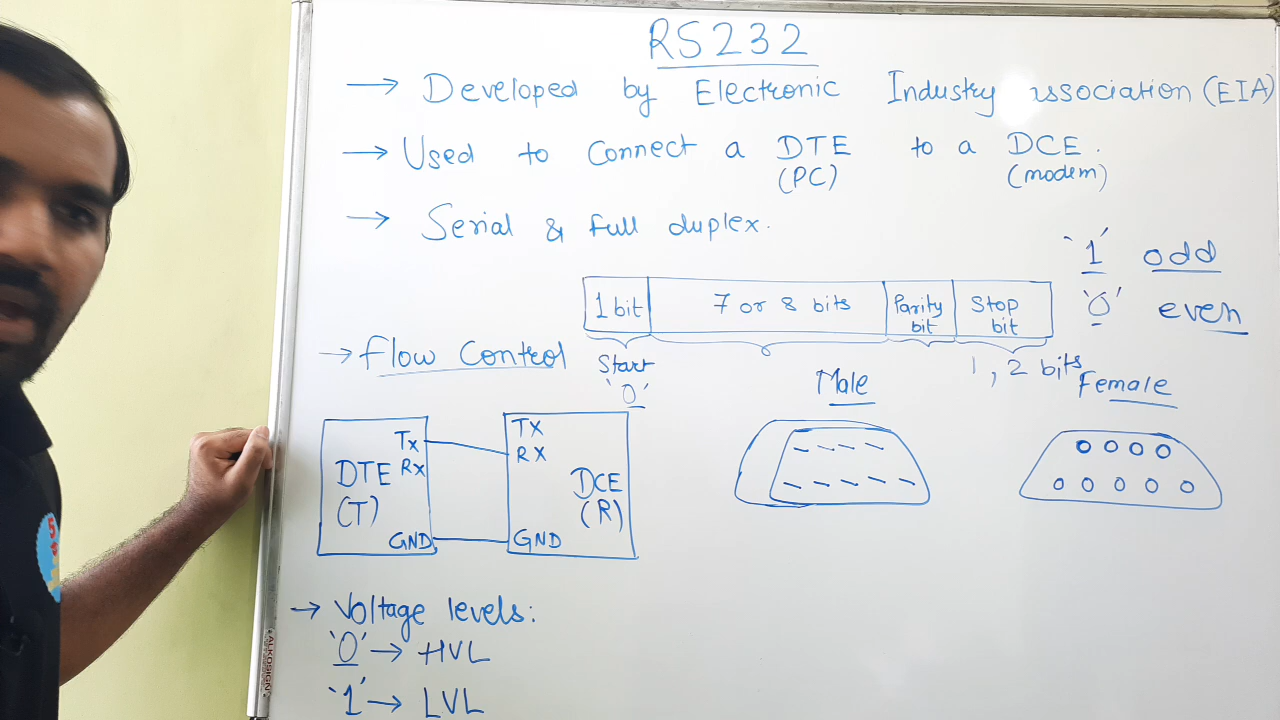 RS232
→ Developed by Electronic Industry association (EIA)
→ Used to Connect a DTE to a DCE.
(PC) (modem)
→ Serial & full duplex.
'1' odd
'0' even
1 bit 7 or 8 bits Parity bit Stop bit
Start
'0'
1, 2 bits
→ flow Control
Male
Female
Tx
Rx
DTE
(T)
GND
TX
RX
DCE
(R)
GND
→ Voltage levels:
'0' → HVL
'1' → LVL
ALKOSIGN
5